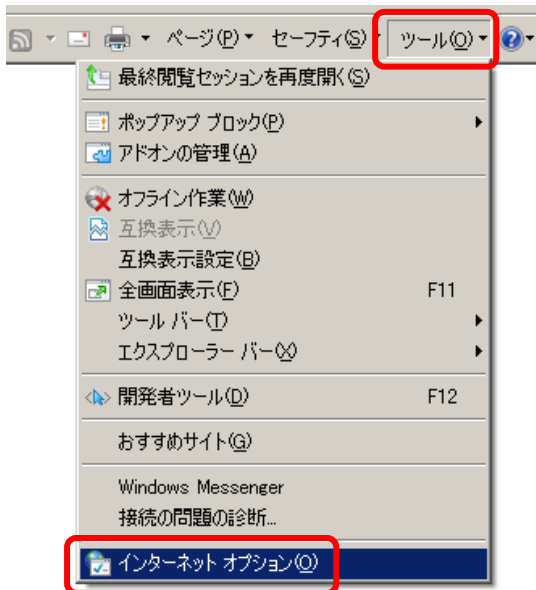 ページ(P) セーフティ(S) ツール(O)
最終閲覧セッションを再度開く(S)
ポップアップ ブロック(P)
アドオンの管理(A)
オフライン作業(W)
互換表示(V)
互換表示設定(B)
全画面表示(F) F11
ツール バー(T)
エクスプローラー バー(X)
開発者ツール(D) F12
おすすめサイト(G)
Windows Messenger
接続の問題の診断...
インターネット オプション(O)